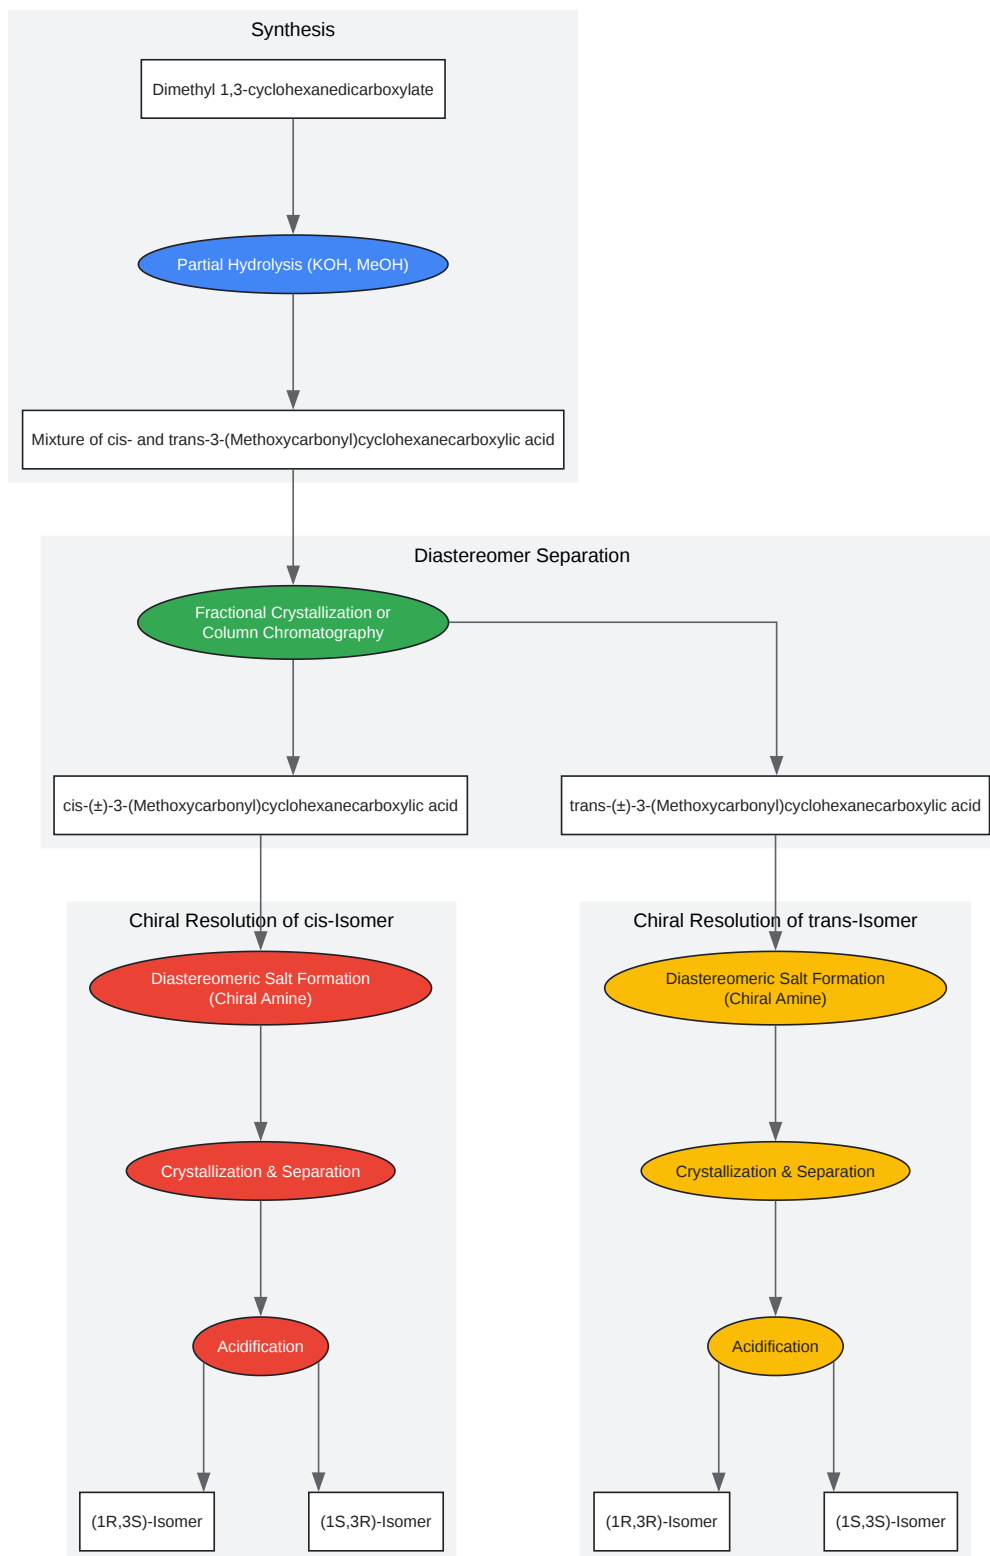 Synthesis
Dimethyl 1,3-cyclohexanedicarboxylate
Partial Hydrolysis (KOH, MeOH)
Mixture of cis- and trans-3-(Methoxycarbonyl)cyclohexanecarboxylic acid
Diastereomer Separation
Fractional Crystallization or
Column Chromatography
cis-(±)-3-(Methoxycarbonyl)cyclohexanecarboxylic acid
trans-(±)-3-(Methoxycarbonyl)cyclohexanecarboxylic acid
Chiral Resolution of cis-Isomer
Diastereomeric Salt Formation
(Chiral Amine)
Crystallization & Separation
Acidification
(1R,3S)-Isomer
(1S,3R)-Isomer
Chiral Resolution of trans-Isomer
Diastereomeric Salt Formation
(Chiral Amine)
Crystallization & Separation
Acidification
(1R,3R)-Isomer
(1S,3S)-Isomer